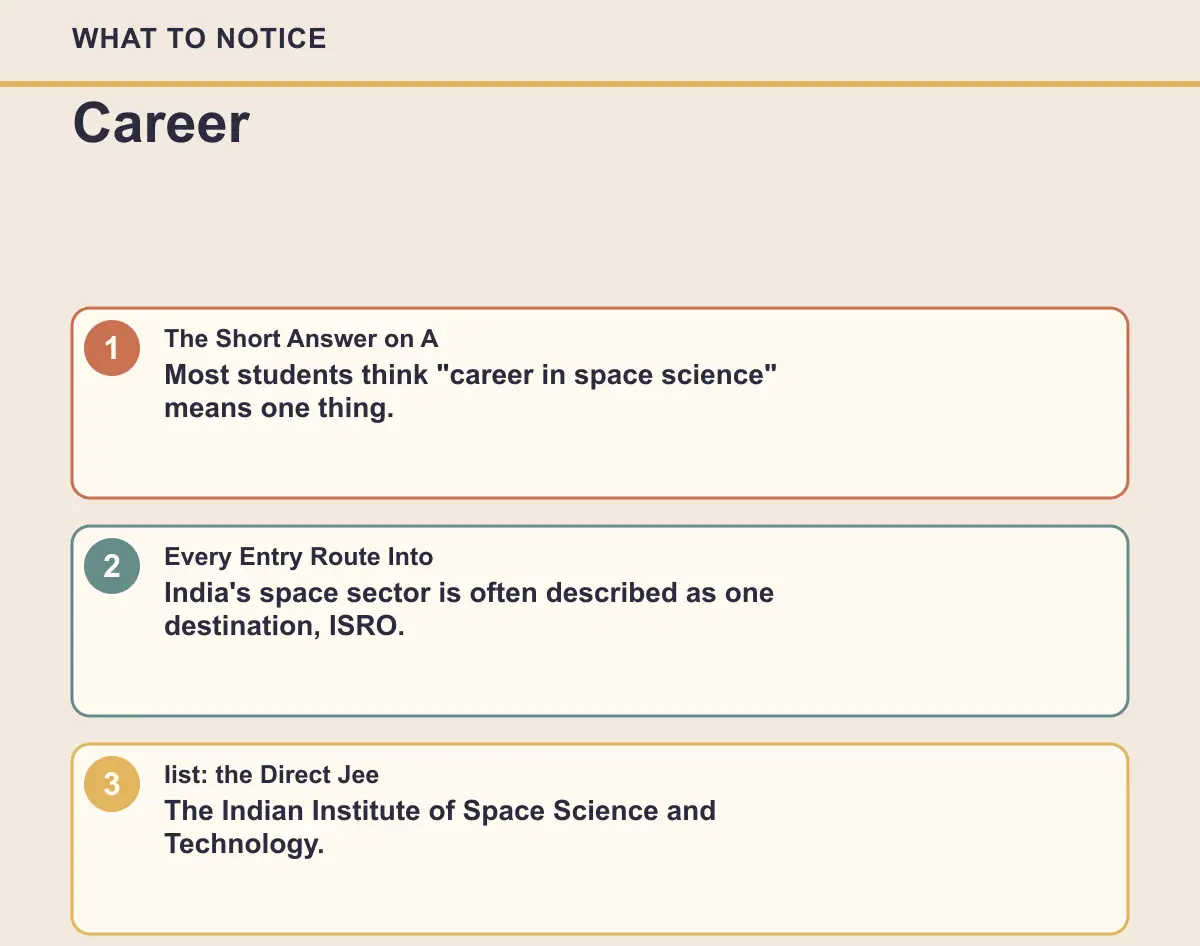 WHAT TO NOTICE
Career
1
The Short Answer on A
Most students think "career in space science"
means one thing.
2
Every Entry Route Into
India's space sector is often described as one
destination, ISRO.
3
list: the Direct Jee
The Indian Institute of Space Science and
Technology.